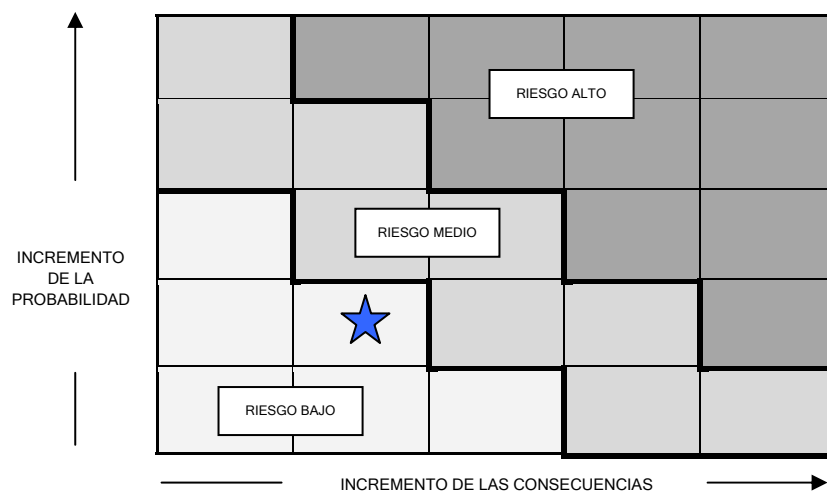 RIESGO ALTO
RIESGO MEDIO
INCREMENTO
DE LA
PROBABILIDAD
RIESGO BAJO
INCREMENTO DE LAS CONSECUENCIAS